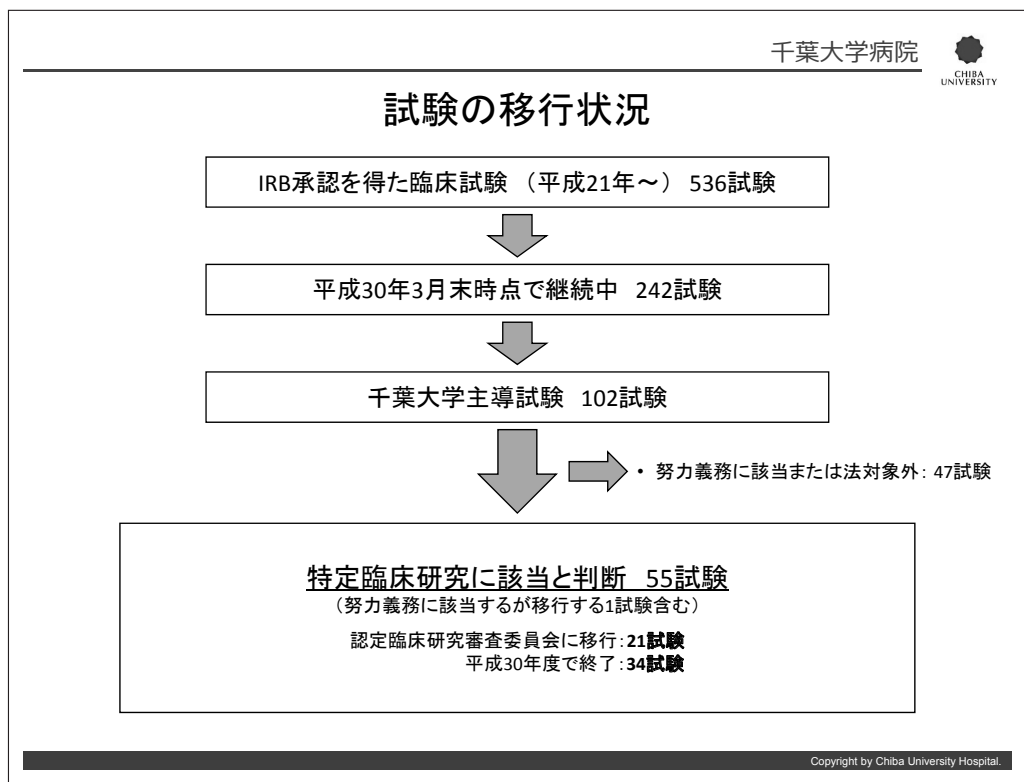 千葉大学病院
CHIBA
UNIVERSITY
試験の移行状況
IRB承認を得た臨床試験 （平成21年～） 536試験
平成30年3月末時点で継続中 242試験
千葉大学主導試験 102試験
• 努力義務に該当または法対象外: 47試験
特定臨床研究に該当と判断 55試験
（努力義務に該当するが移行する1試験含む）
認定臨床研究審査委員会に移行:21試験
平成30年度で終了:34試験
Copyright by Chiba University Hospital.